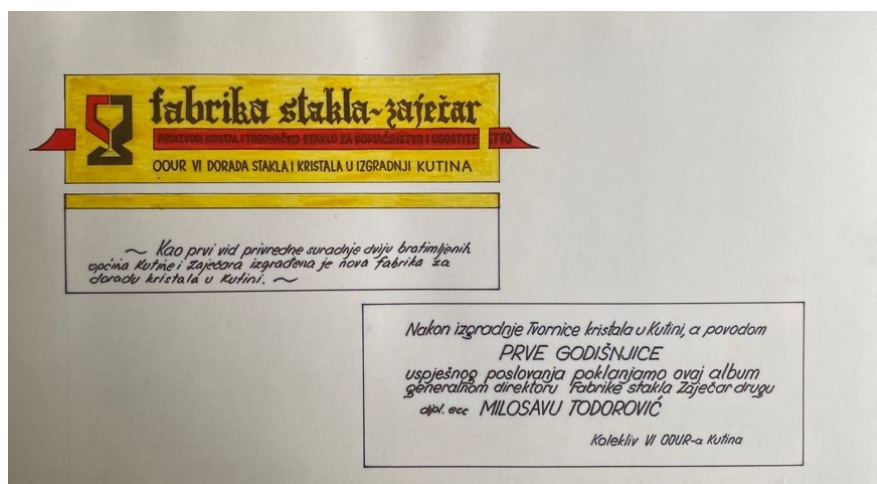 fabrika stakla~zaječar
PROIZVODI KRISTAL I TRGOVAČKO STAKLO ZA DOMAĆINSTVO I UGOSTITELJSTVO
OOUR VI DORADA STAKLA I KRISTALA U IZGRADNJI KUTINA
~ Kao prvi vid privredne suradnje dviju bratimljenih
općina Kutine i Zaječara izgrađena je nova fabrika za
doradu kristala u Kutini. ~
Nakon izgradnje Tvornice kristala u Kutini, a povodom
PRVE GODIŠNJICE
uspješnog poslovanja poklanjamo ovaj album
generalnom direktoru Fabrike stakla Zaječar drugu
dipl. occ MILOSAVU TODOROVIĆ
Kolektiv VI OOUR-a Kutina